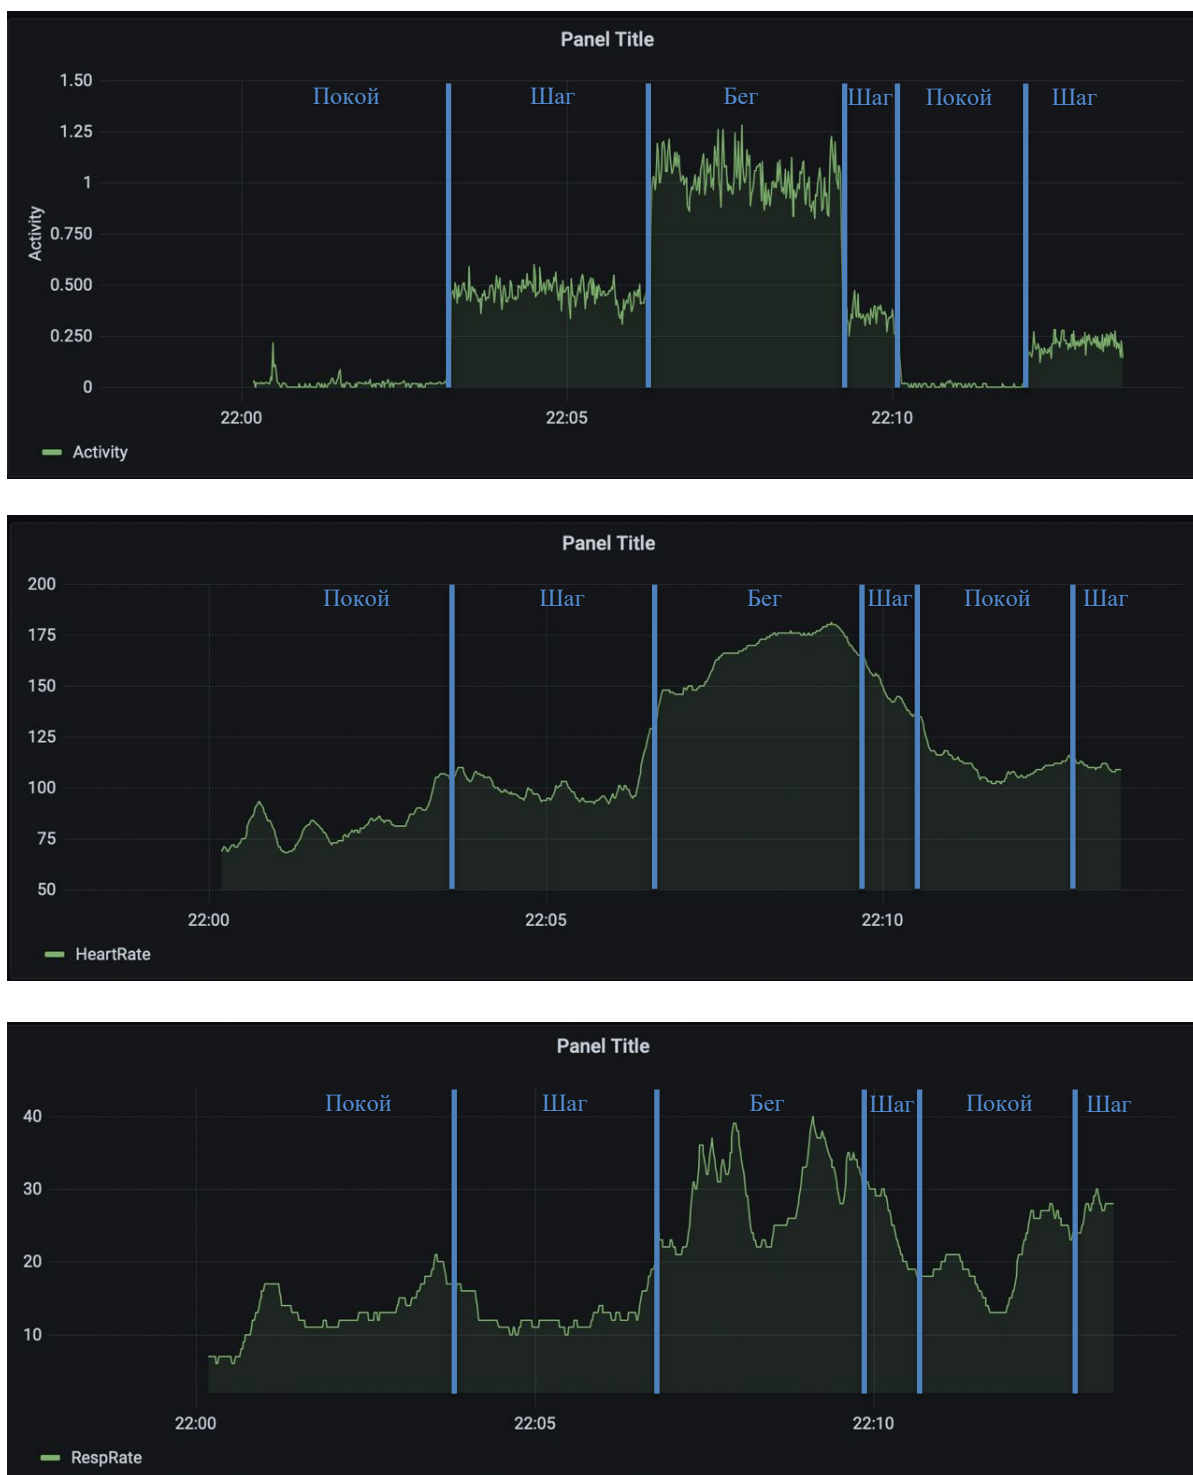 Panel Title
1.50
Покой Шаг Бег Шаг Покой Шаг
1.25
1
0.750
0.500
0.250
0
Activity
22:00 22:05 22:10
Activity
Panel Title
200
Покой Шаг Бег Шаг Покой Шаг
175
150
125
100
75
50
22:00 22:05 22:10
HeartRate
Panel Title
Покой Шаг Бег Шаг Покой Шаг
40
30
20
10
22:00 22:05 22:10
RespRate